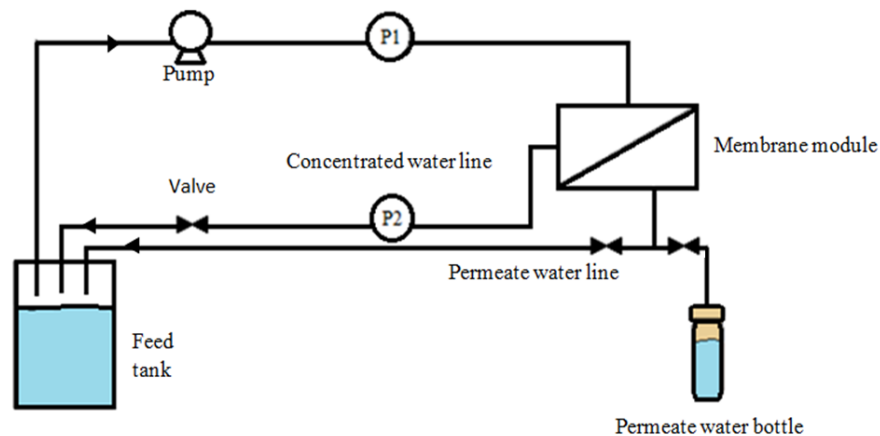 P1
Pump
Membrane module
Concentrated water line
Valve
P2
Permeate water line
Feed
tank
Permeate water bottle